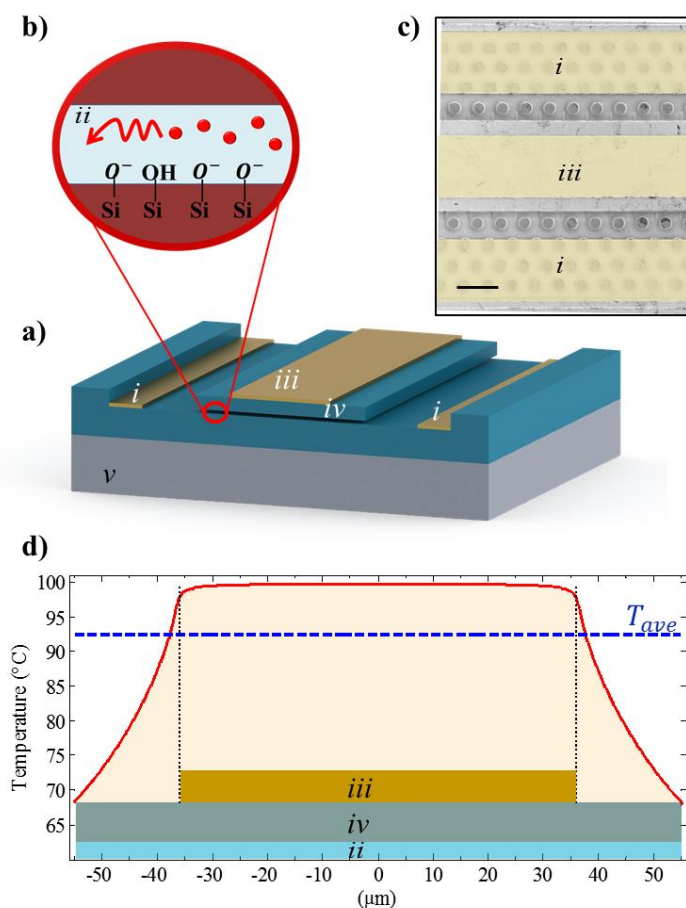 b)
ii
O⁻ OH O⁻ O⁻
Si Si Si Si
c)
i
iii
i
a)
i
iii
iv
i
v
d)
100
95
90
85
80
75
70
65
Temperature (°C)
T_ave
iii
iv
ii
-50 -40 -30 -20 -10 0 10 20 30 40 50
(μm)